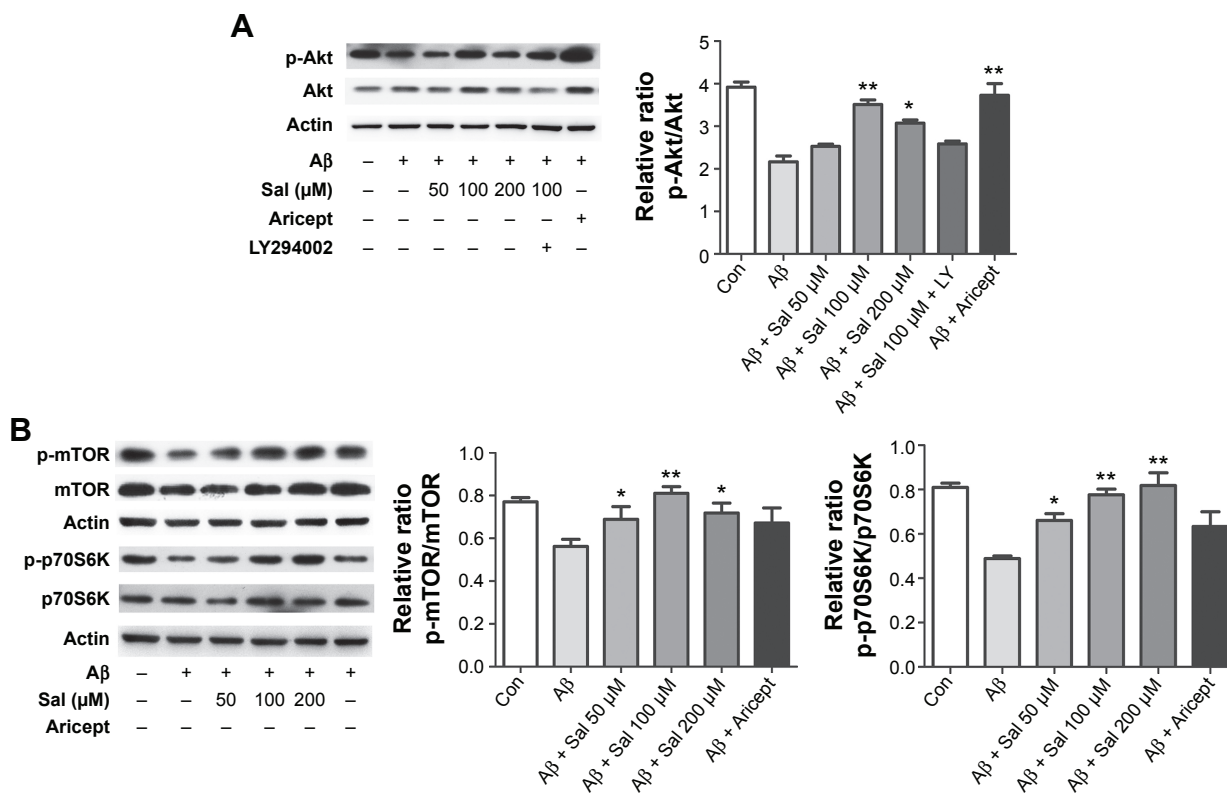 A
p-Akt
Akt
Actin
Aβ – + + + + + +
Sal (µM) – – 50 100 200 100 –
Aricept – – – – – – +
LY294002 – – – – – + –
Relative ratio
p-Akt/Akt
5
4
3
2
1
0
** * **
Con
Aβ
Aβ + Sal 50 µM
Aβ + Sal 100 µM
Aβ + Sal 200 µM
Aβ + Sal 100 µM + LY
Aβ + Aricept
B
p-mTOR
mTOR
Actin
p-p70S6K
p70S6K
Actin
Aβ – + + + + +
Sal (µM) – – 50 100 200 –
Aricept – – – – – –
Relative ratio
p-mTOR/mTOR
1.0
0.8
0.6
0.4
0.2
0.0
* ** *
Con
Aβ
Aβ + Sal 50 µM
Aβ + Sal 100 µM
Aβ + Sal 200 µM
Aβ + Aricept
Relative ratio
p-p70S6K/p70S6K
1.0
0.8
0.6
0.4
0.2
0.0
* ** **
Con
Aβ
Aβ + Sal 50 µM
Aβ + Sal 100 µM
Aβ + Sal 200 µM
Aβ + Aricept